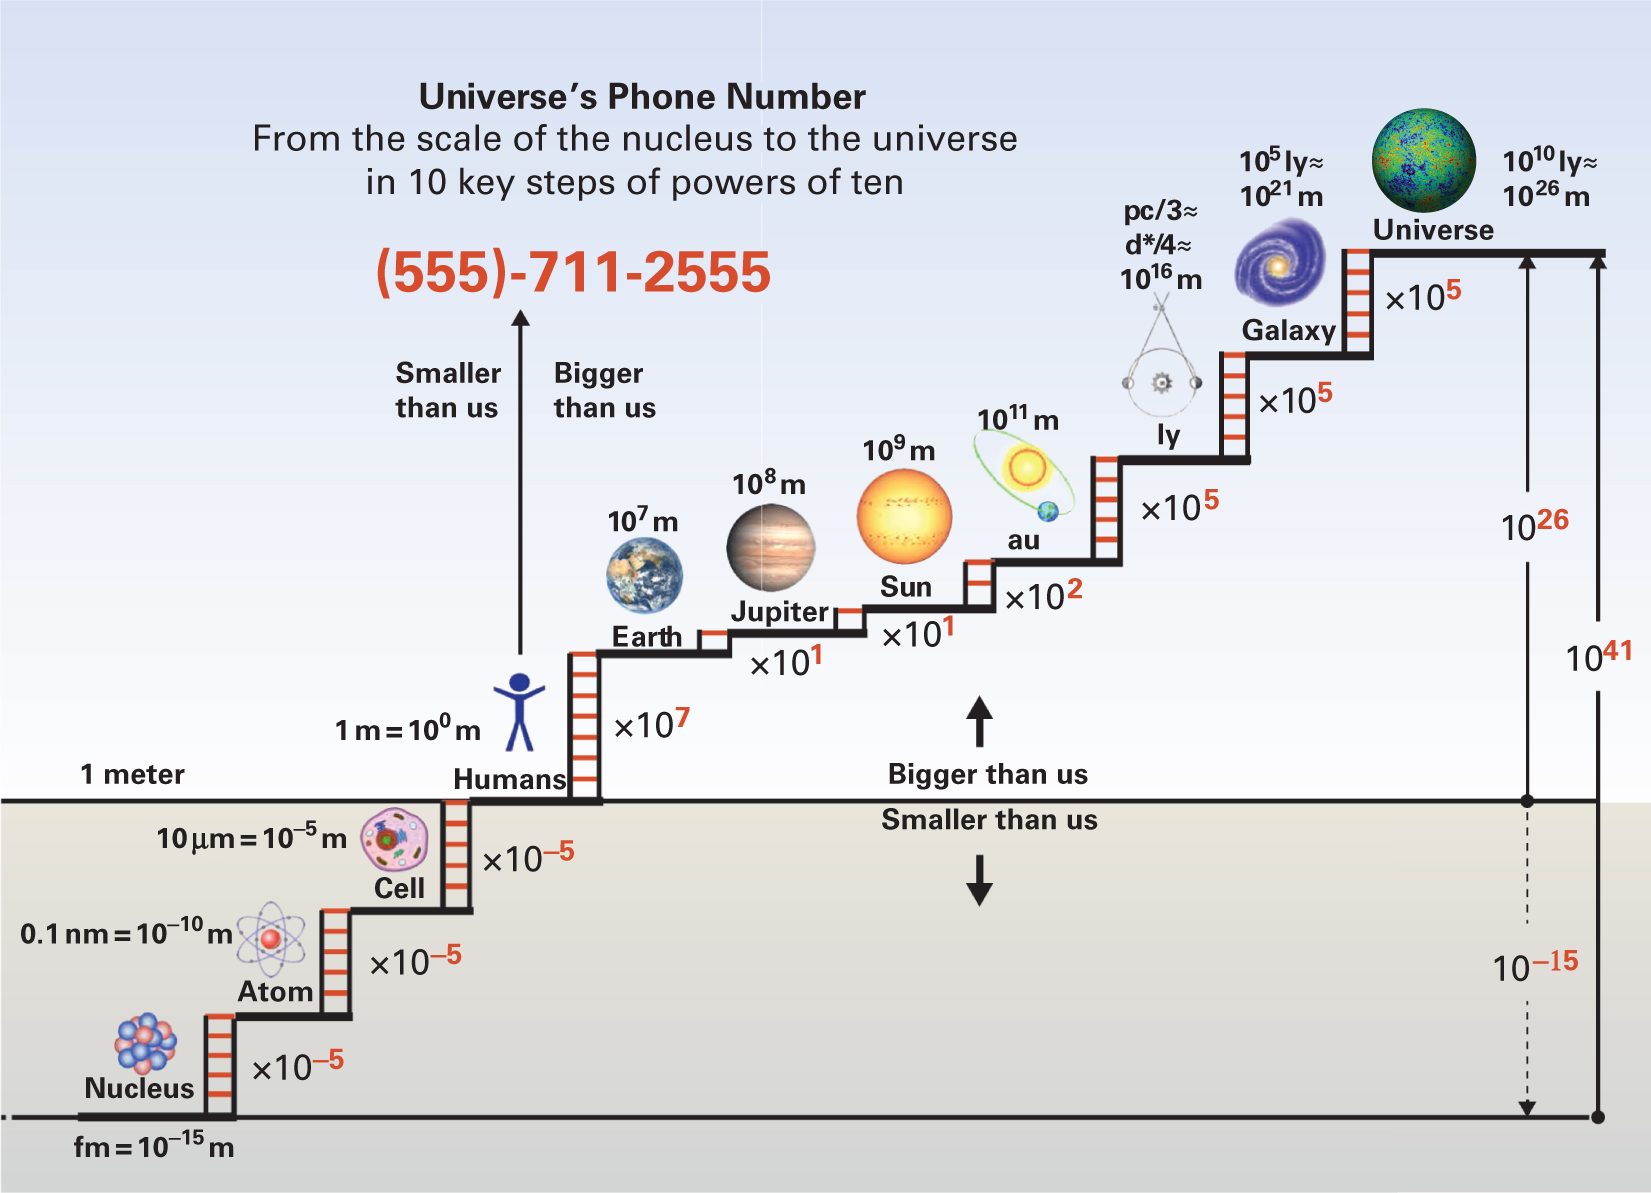 Universe's Phone Number
From the scale of the nucleus to the universe
in 10 key steps of powers of ten
(555)-711-2555
Smaller
than us
Bigger
than us
10⁵ ly≈
10²¹ m
10¹⁰ ly≈
10²⁶ m
Universe
pc/3≈
d*/4≈
10¹⁶ m
Galaxy
×10⁵
×10⁵
ly
10¹¹ m
×10⁵
au
10⁹ m
Sun
×10²
10⁸ m
Jupiter
×10¹
10⁷ m
Earth
×10¹
10²⁶
10⁴¹
1 m = 10⁰ m
×10⁷
Humans
1 meter
Bigger than us
Smaller than us
10 μm = 10⁻⁵ m
Cell
×10⁻⁵
0.1 nm = 10⁻¹⁰ m
Atom
×10⁻⁵
10⁻¹⁵
Nucleus
×10⁻⁵
fm = 10⁻¹⁵ m